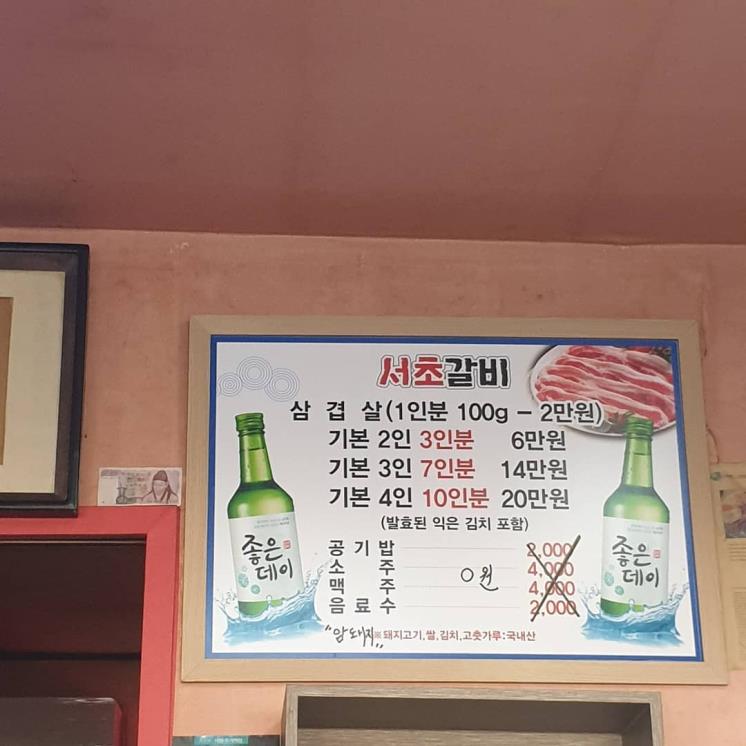 서초갈비
삼 겹 살(1인분 100g - 2만원)
기본 2인 3인분 6만원
기본 3인 7인분 14만원
기본 4인 10인분 20만원
(발효된 익은 김치 포함)
공 기 밥 2,000
소 주 4,000
맥 주 4,000
음 료 수 2,000
0원
"암돼지" ※돼지고기,쌀,김치,고춧가루:국내산
좋은
데이
좋은
데이